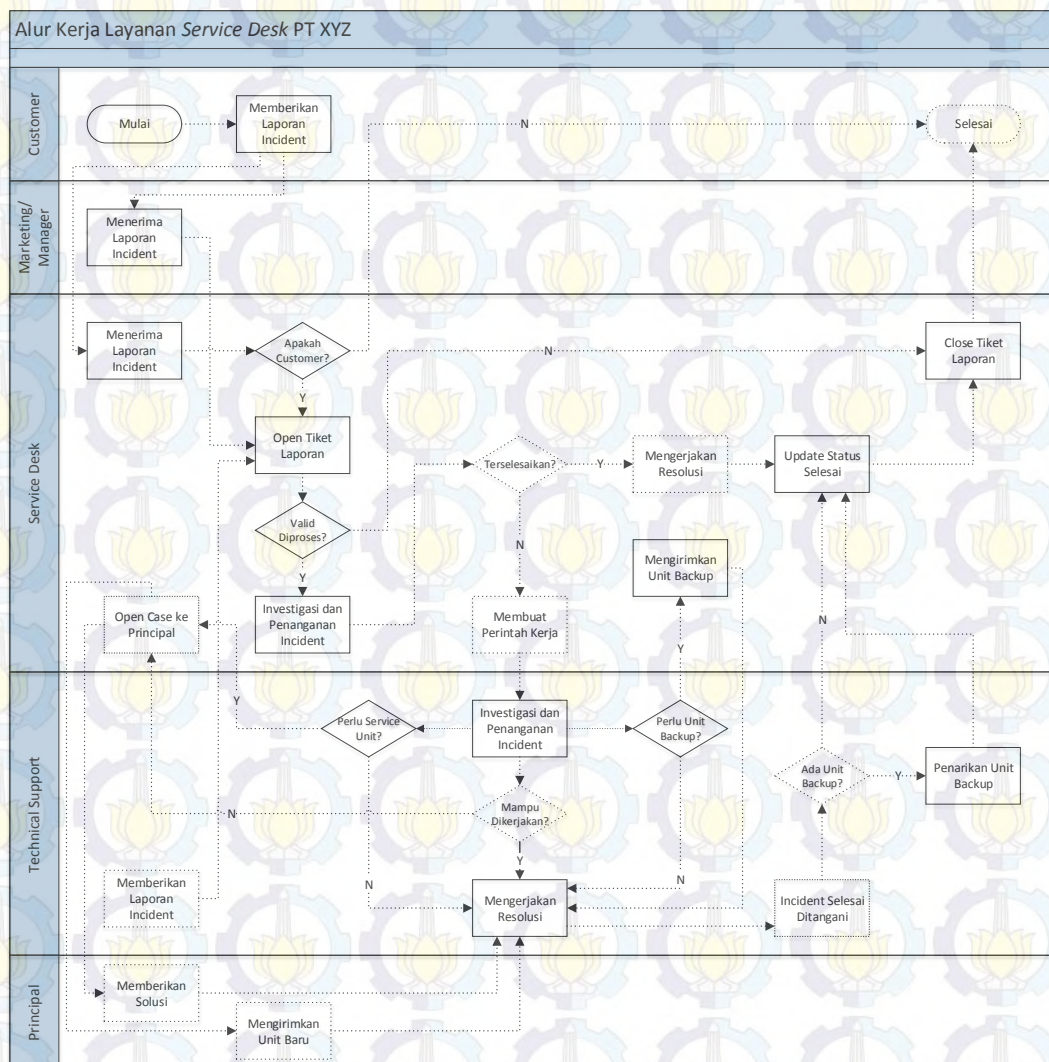 Alur Kerja Layanan Service Desk PT XYZ
Customer
Mulai
Memberikan
Laporan
Incident
N
Selesai
Marketing/
Manager
Menerima
Laporan
Incident
Service Desk
Menerima
Laporan
Incident
Apakah
Customer?
Y
N
Close Tiket
Laporan
Open Tiket
Laporan
Terselesaikan?
Y
Mengerjakan
Resolusi
Update Status
Selesai
Valid
Diproses?
Y
N
Mengirimkan
Unit Backup
Open Case ke
Principal
Investigasi dan
Penanganan
Incident
Membuat
Perintah Kerja
N
Y
Technical Support
Y
Perlu Service
Unit?
Investigasi dan
Penanganan
Incident
Perlu Unit
Backup?
Ada Unit
Backup?
Y
Penarikan Unit
Backup
N
Mampu
Dikerjakan?
Y
Memberikan
Laporan
Incident
N
Mengerjakan
Resolusi
N
Incident Selesai
Ditangani
Principal
Memberikan
Solusi
Mengirimkan
Unit Baru